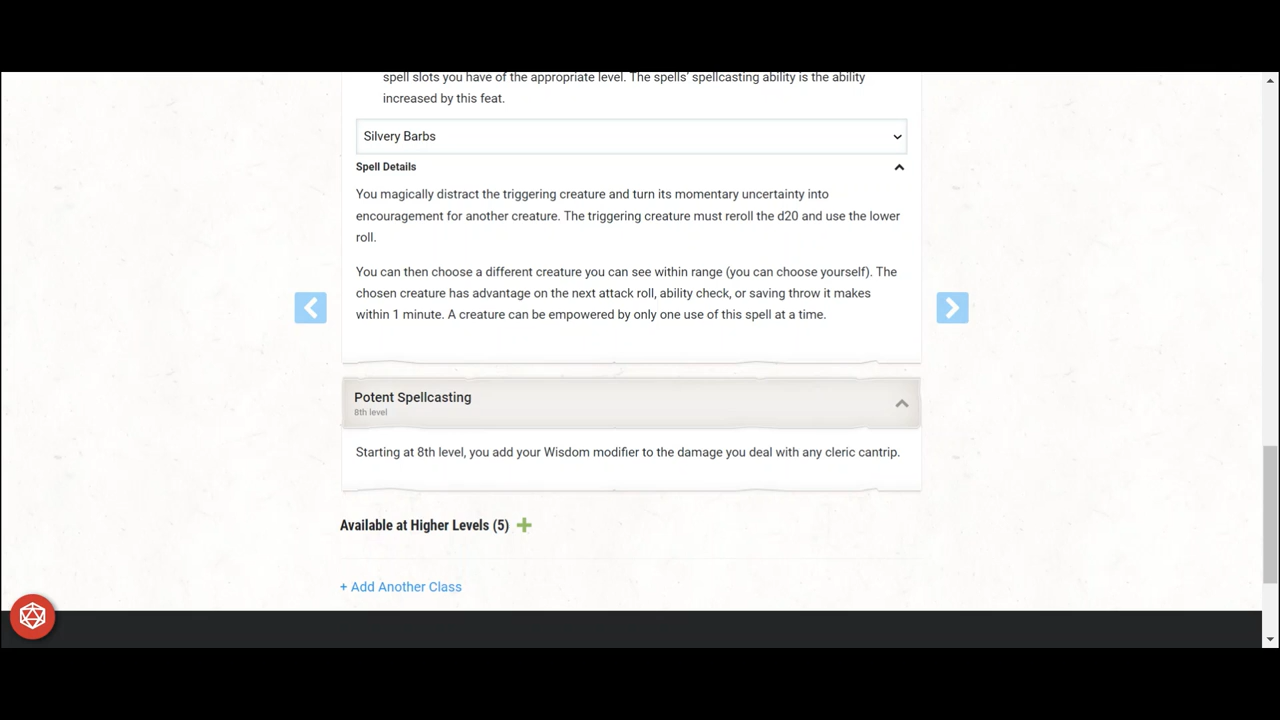 spell slots you have of the appropriate level. The spells' spellcasting ability is the ability
increased by this feat.
Silvery Barbs
Spell Details
You magically distract the triggering creature and turn its momentary uncertainty into
encouragement for another creature. The triggering creature must reroll the d20 and use the lower
roll.
You can then choose a different creature you can see within range (you can choose yourself). The
chosen creature has advantage on the next attack roll, ability check, or saving throw it makes
within 1 minute. A creature can be empowered by only one use of this spell at a time.
Potent Spellcasting
8th level
Starting at 8th level, you add your Wisdom modifier to the damage you deal with any cleric cantrip.
Available at Higher Levels (5)
+ Add Another Class